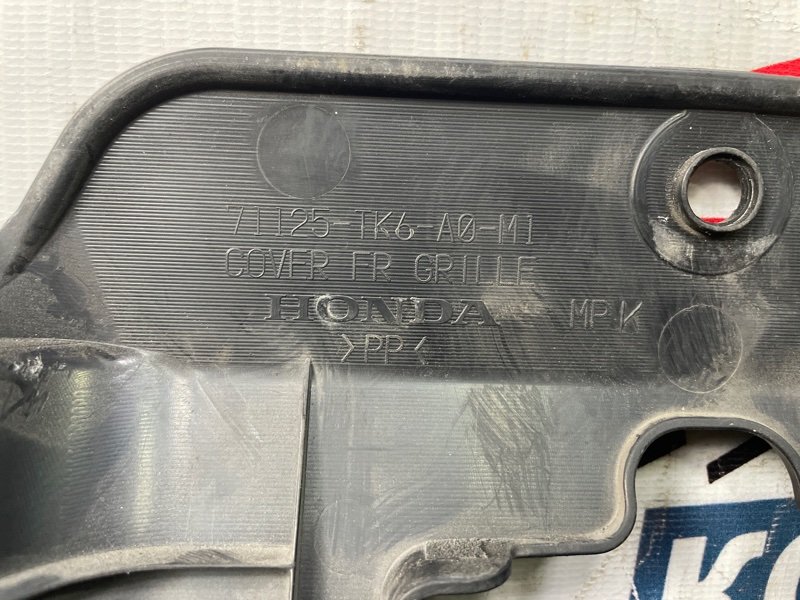 71125-TK6-A0-M1
COVER FR GRILLE
HONDA MPK
>PP<